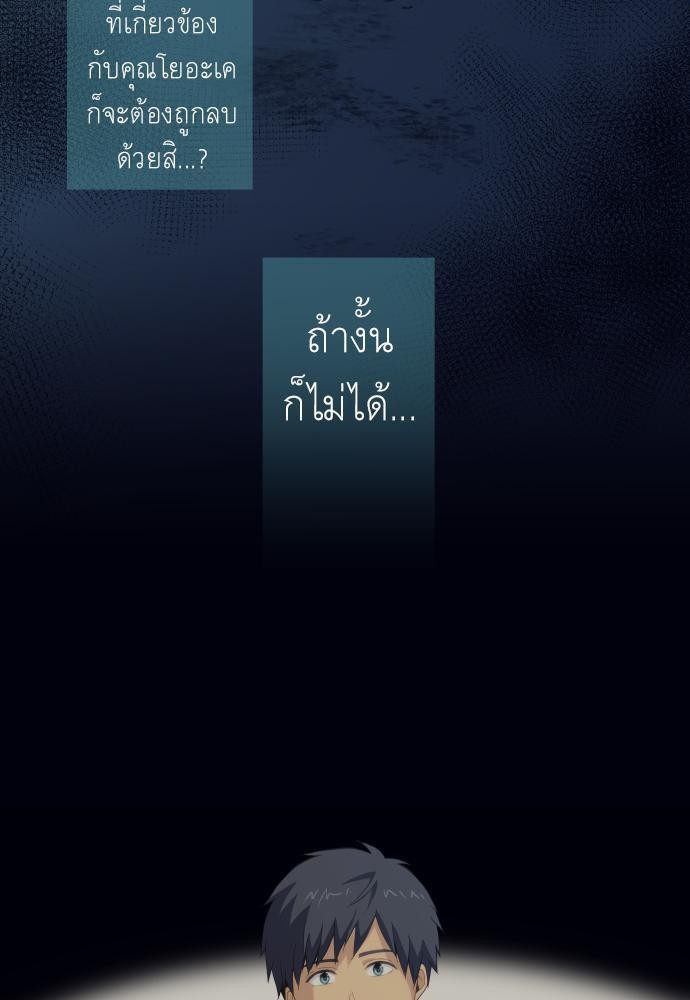 ที่เกี่ยวข้อง
กับคุณโยอะเค
ก็จะต้องถูกลบ
ด้วยสิ...?
ถ้างั้น
ก็ไม่ได้...